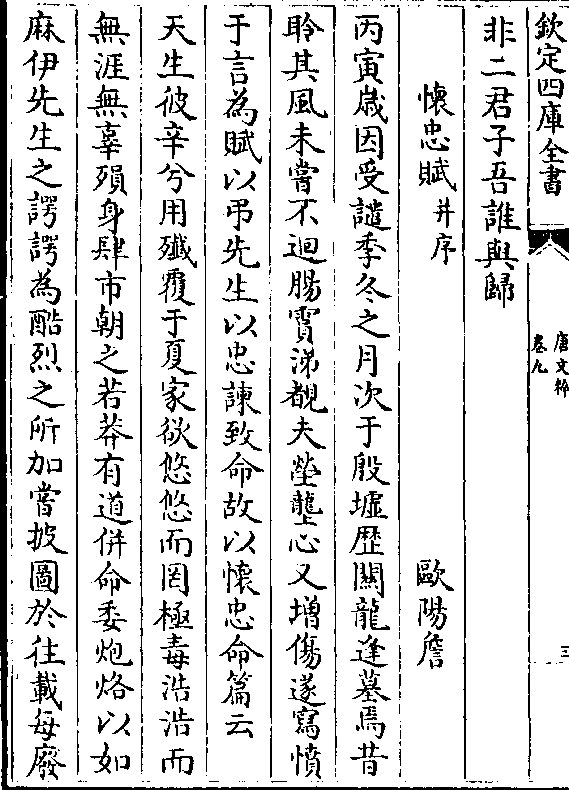 欽定四庫全書
唐文粹
卷九
三
非二君子吾誰與歸
懷忠賦并序 歐陽詹
丙寅歳因受譴季冬之月次于殷墟歴關龍逢墓焉昔
聆其風未嘗不迴腸霣涕覩夫塋壟心又增傷遂寫憤
于言為賦以弔先生以忠諫致命故以懷忠命篇云
天生彼辛兮用殱覆于夏家欲悠悠而罔極毒浩浩而
無涯無辜殞身肆市朝之若莽有道併命委炮烙以如
麻伊先生之諤諤為酷烈之所加嘗披圖於往載每廢